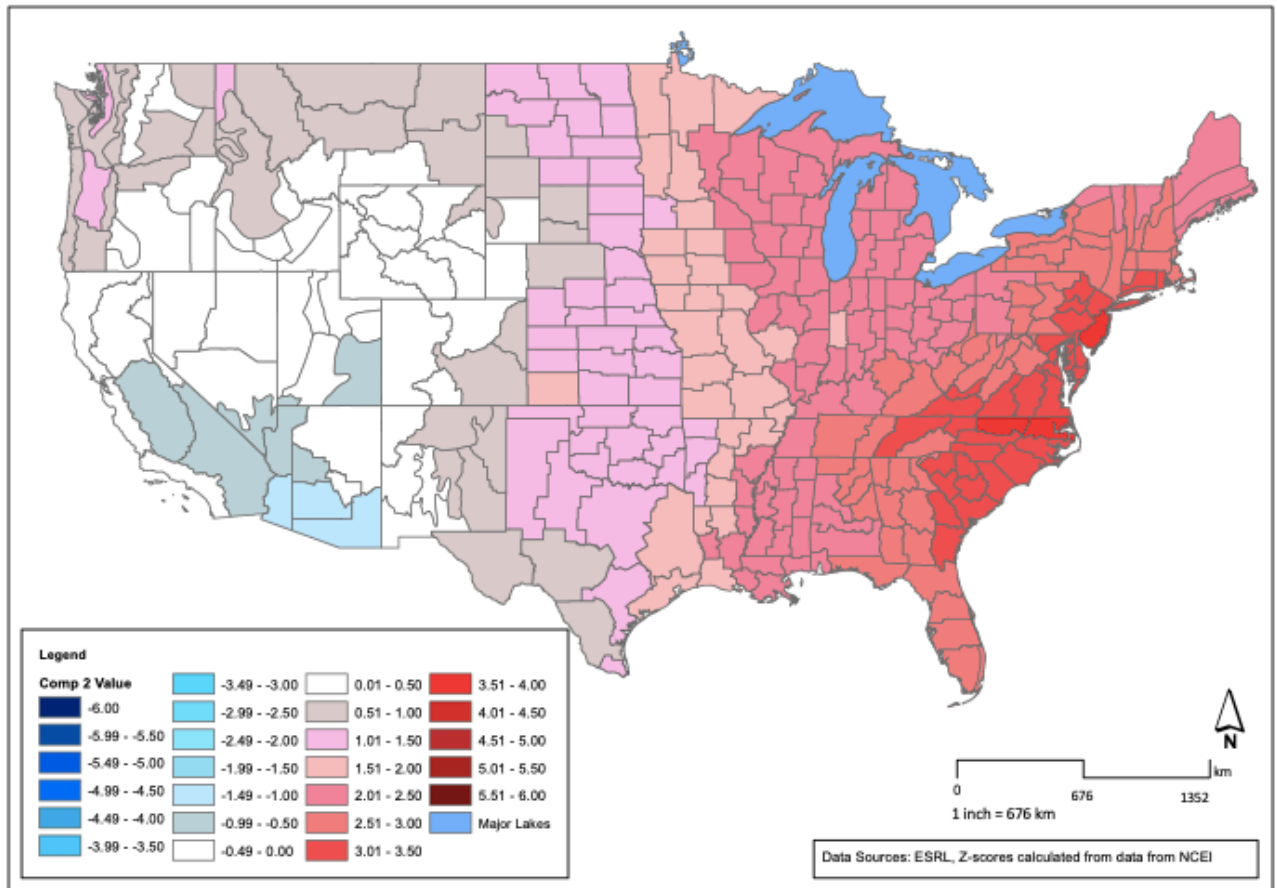 Legend
Comp 2 Value
-6.00
-5.99 - -5.50
-5.49 - -5.00
-4.99 - -4.50
-4.49 - -4.00
-3.99 - -3.50
-3.49 - -3.00
-2.99 - -2.50
-2.49 - -2.00
-1.99 - -1.50
-1.49 - -1.00
-0.99 - -0.50
-0.49 - 0.00
0.01 - 0.50
0.51 - 1.00
1.01 - 1.50
1.51 - 2.00
2.01 - 2.50
2.51 - 3.00
3.01 - 3.50
3.51 - 4.00
4.01 - 4.50
4.51 - 5.00
5.01 - 5.50
5.51 - 6.00
Major Lakes
N
km
0 676 1352
1 inch = 676 km
Data Sources: ESRL, Z-scores calculated from data from NCEI